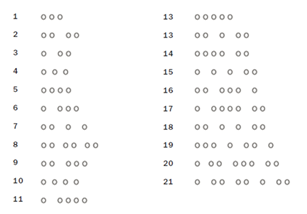 1 o o o
2 o o  o o
3 o  o o
4 o  o  o
5 o o o o
6 o  o o o
7 o o  o  o
8 o o  o o  o o
9 o o  o o o
10 o  o  o  o
11 o  o o o o
13 o o o o o
13 o o  o  o o
14 o o o o  o o
15 o  o  o  o o
16 o o  o o o  o
17 o  o o o o  o o
18 o o  o  o  o o
19 o o o  o  o o  o
20 o  o o  o o o  o o
21 o  o o  o o  o  o o